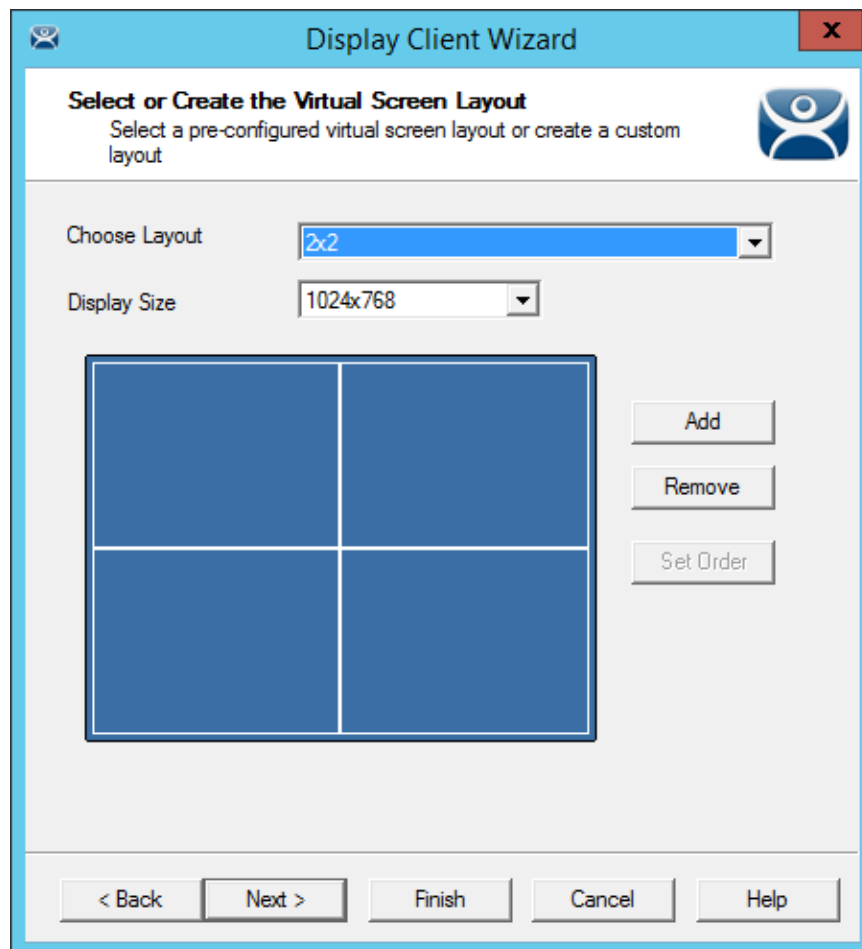 Display Client Wizard
x
Select or Create the Virtual Screen Layout
Select a pre-configured virtual screen layout or create a custom
layout
Choose Layout
2x2
Display Size
1024x768
Add
Remove
Set Order
< Back
Next >
Finish
Cancel
Help